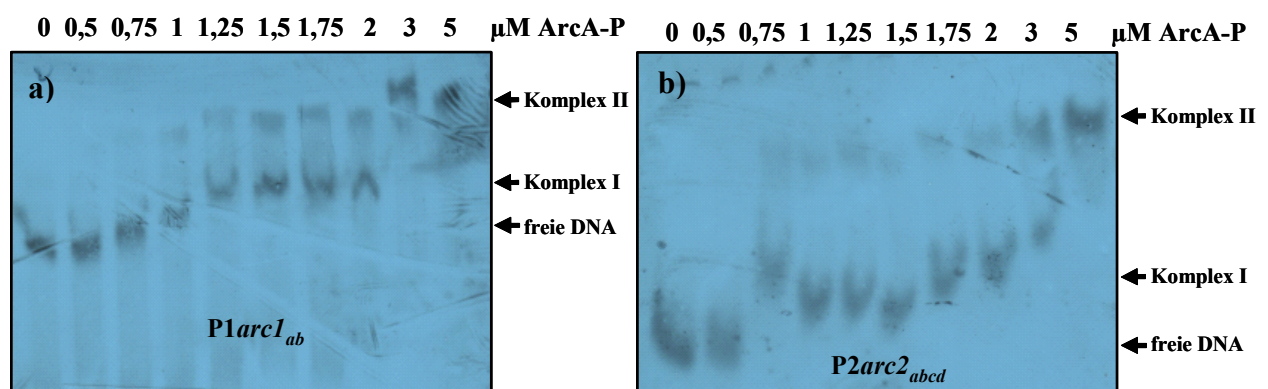 0 0,5 0,75 1 1,25 1,5 1,75 2 3 5 µM ArcA-P
a)
Komplex II
Komplex I
freie DNA
P1arc1ab
0 0,5 0,75 1 1,25 1,5 1,75 2 3 5 µM ArcA-P
b)
Komplex II
Komplex I
freie DNA
P2arc2abcd